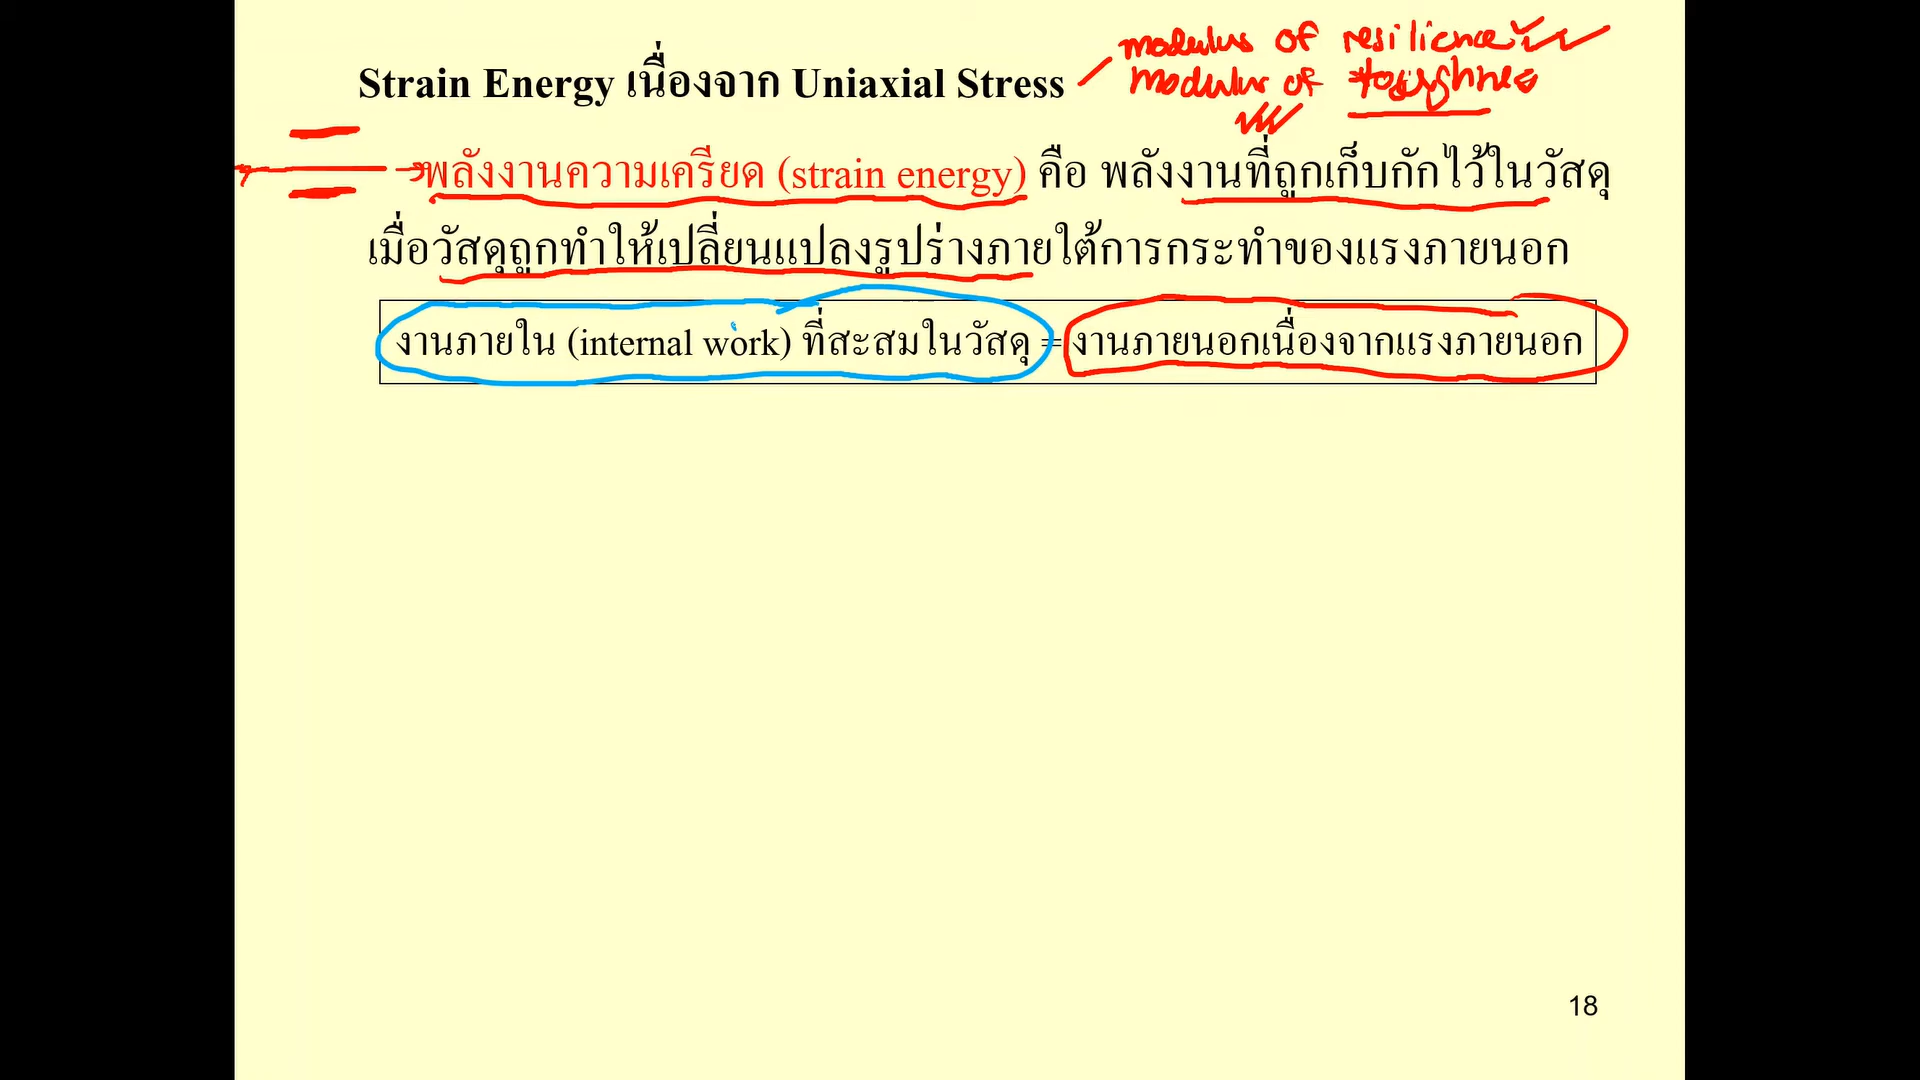 modulus of resilience
Strain Energy เนื่องจาก Uniaxial Stress
modulus of toughness
พลังงานความเครียด (strain energy) คือ พลังงานที่ถูกเก็บกักไว้ในวัสดุ
เมื่อวัสดุถูกทำให้เปลี่ยนแปลงรูปร่างภายใต้การกระทำของแรงภายนอก
งานภายใน (internal work) ที่สะสมในวัสดุ = งานภายนอกเนื่องจากแรงภายนอก
18